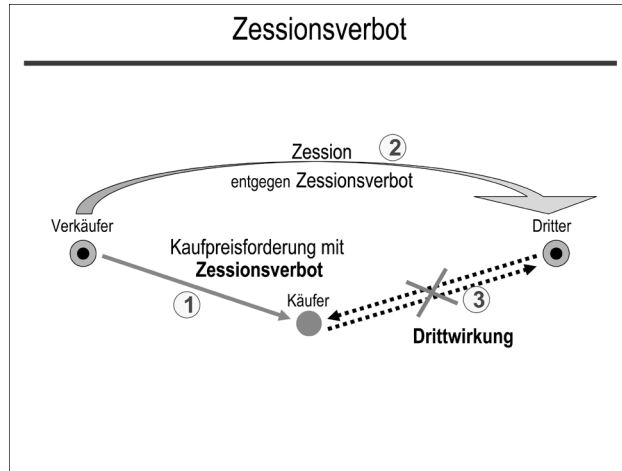 Zessionsverbot
Zession
2
entgegen Zessionsverbot
Verkäufer
Dritter
Kaufpreisforderung mit
Zessionsverbot
1
Käufer
3
Drittwirkung